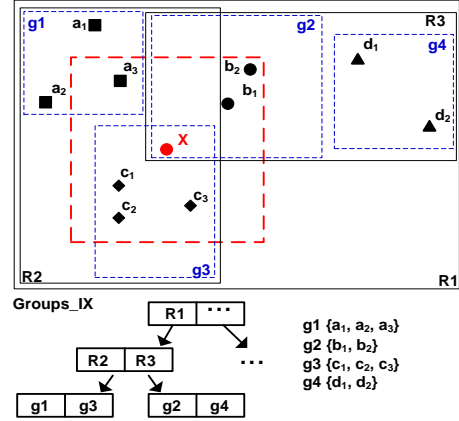 g1 a₁ g2 R3
a₃ b₂ d₁ g4
a₂ b₁ d₂
X
c₁
c₂ c₃
R2 g3 R1
Groups_IX
R1 ...
R2 R3 ...
g1 g3 g2 g4
g1 {a₁, a₂, a₃}
g2 {b₁, b₂}
g3 {c₁, c₂, c₃}
g4 {d₁, d₂}